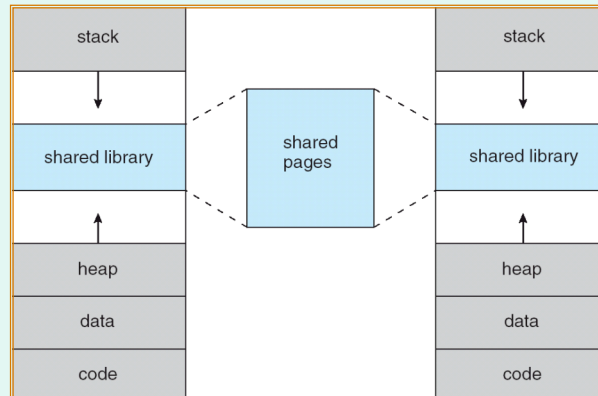 stack
stack
shared library
shared
pages
shared library
heap
heap
data
data
code
code